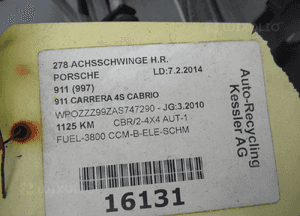 278 ACHSSCHWINGE H.R.
PORSCHE LD:7.2.2014
911 (997)
911 CARRERA 4S CABRIO
WPOZZZ99ZAS747290 - JG:3.2010
1125 KM CBR/2-4X4 AUT-1
FUEL-3800 CCM-B-ELE-SCHM
16131
Auto-Recycling
Kessler AG